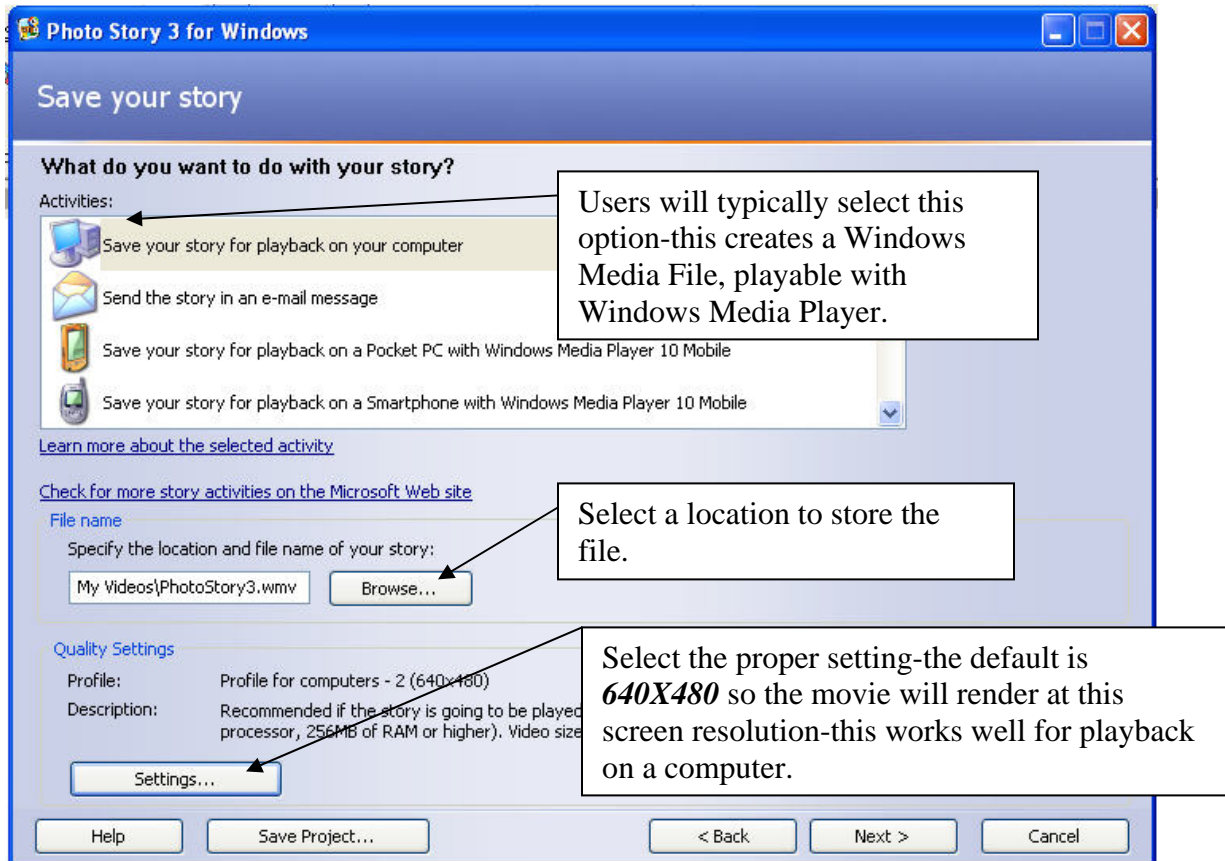 Photo Story 3 for Windows
Save your story
What do you want to do with your story?
Activities:
Save your story for playback on your computer
Send the story in an e-mail message
Save your story for playback on a Pocket PC with Windows Media Player 10 Mobile
Save your story for playback on a Smartphone with Windows Media Player 10 Mobile
Users will typically select this
option-this creates a Windows
Media File, playable with
Windows Media Player.
Learn more about the selected activity
Check for more story activities on the Microsoft Web site
File name
Specify the location and file name of your story:
My Videos\PhotoStory3.wmv
Browse...
Select a location to store the
file.
Quality Settings
Profile: Profile for computers - 2 (640x480)
Description: Recommended if the story is going to be played
processor, 256MB of RAM or higher). Video size
Settings...
Select the proper setting-the default is
640X480 so the movie will render at this
screen resolution-this works well for playback
on a computer.
Help
Save Project...
< Back
Next >
Cancel